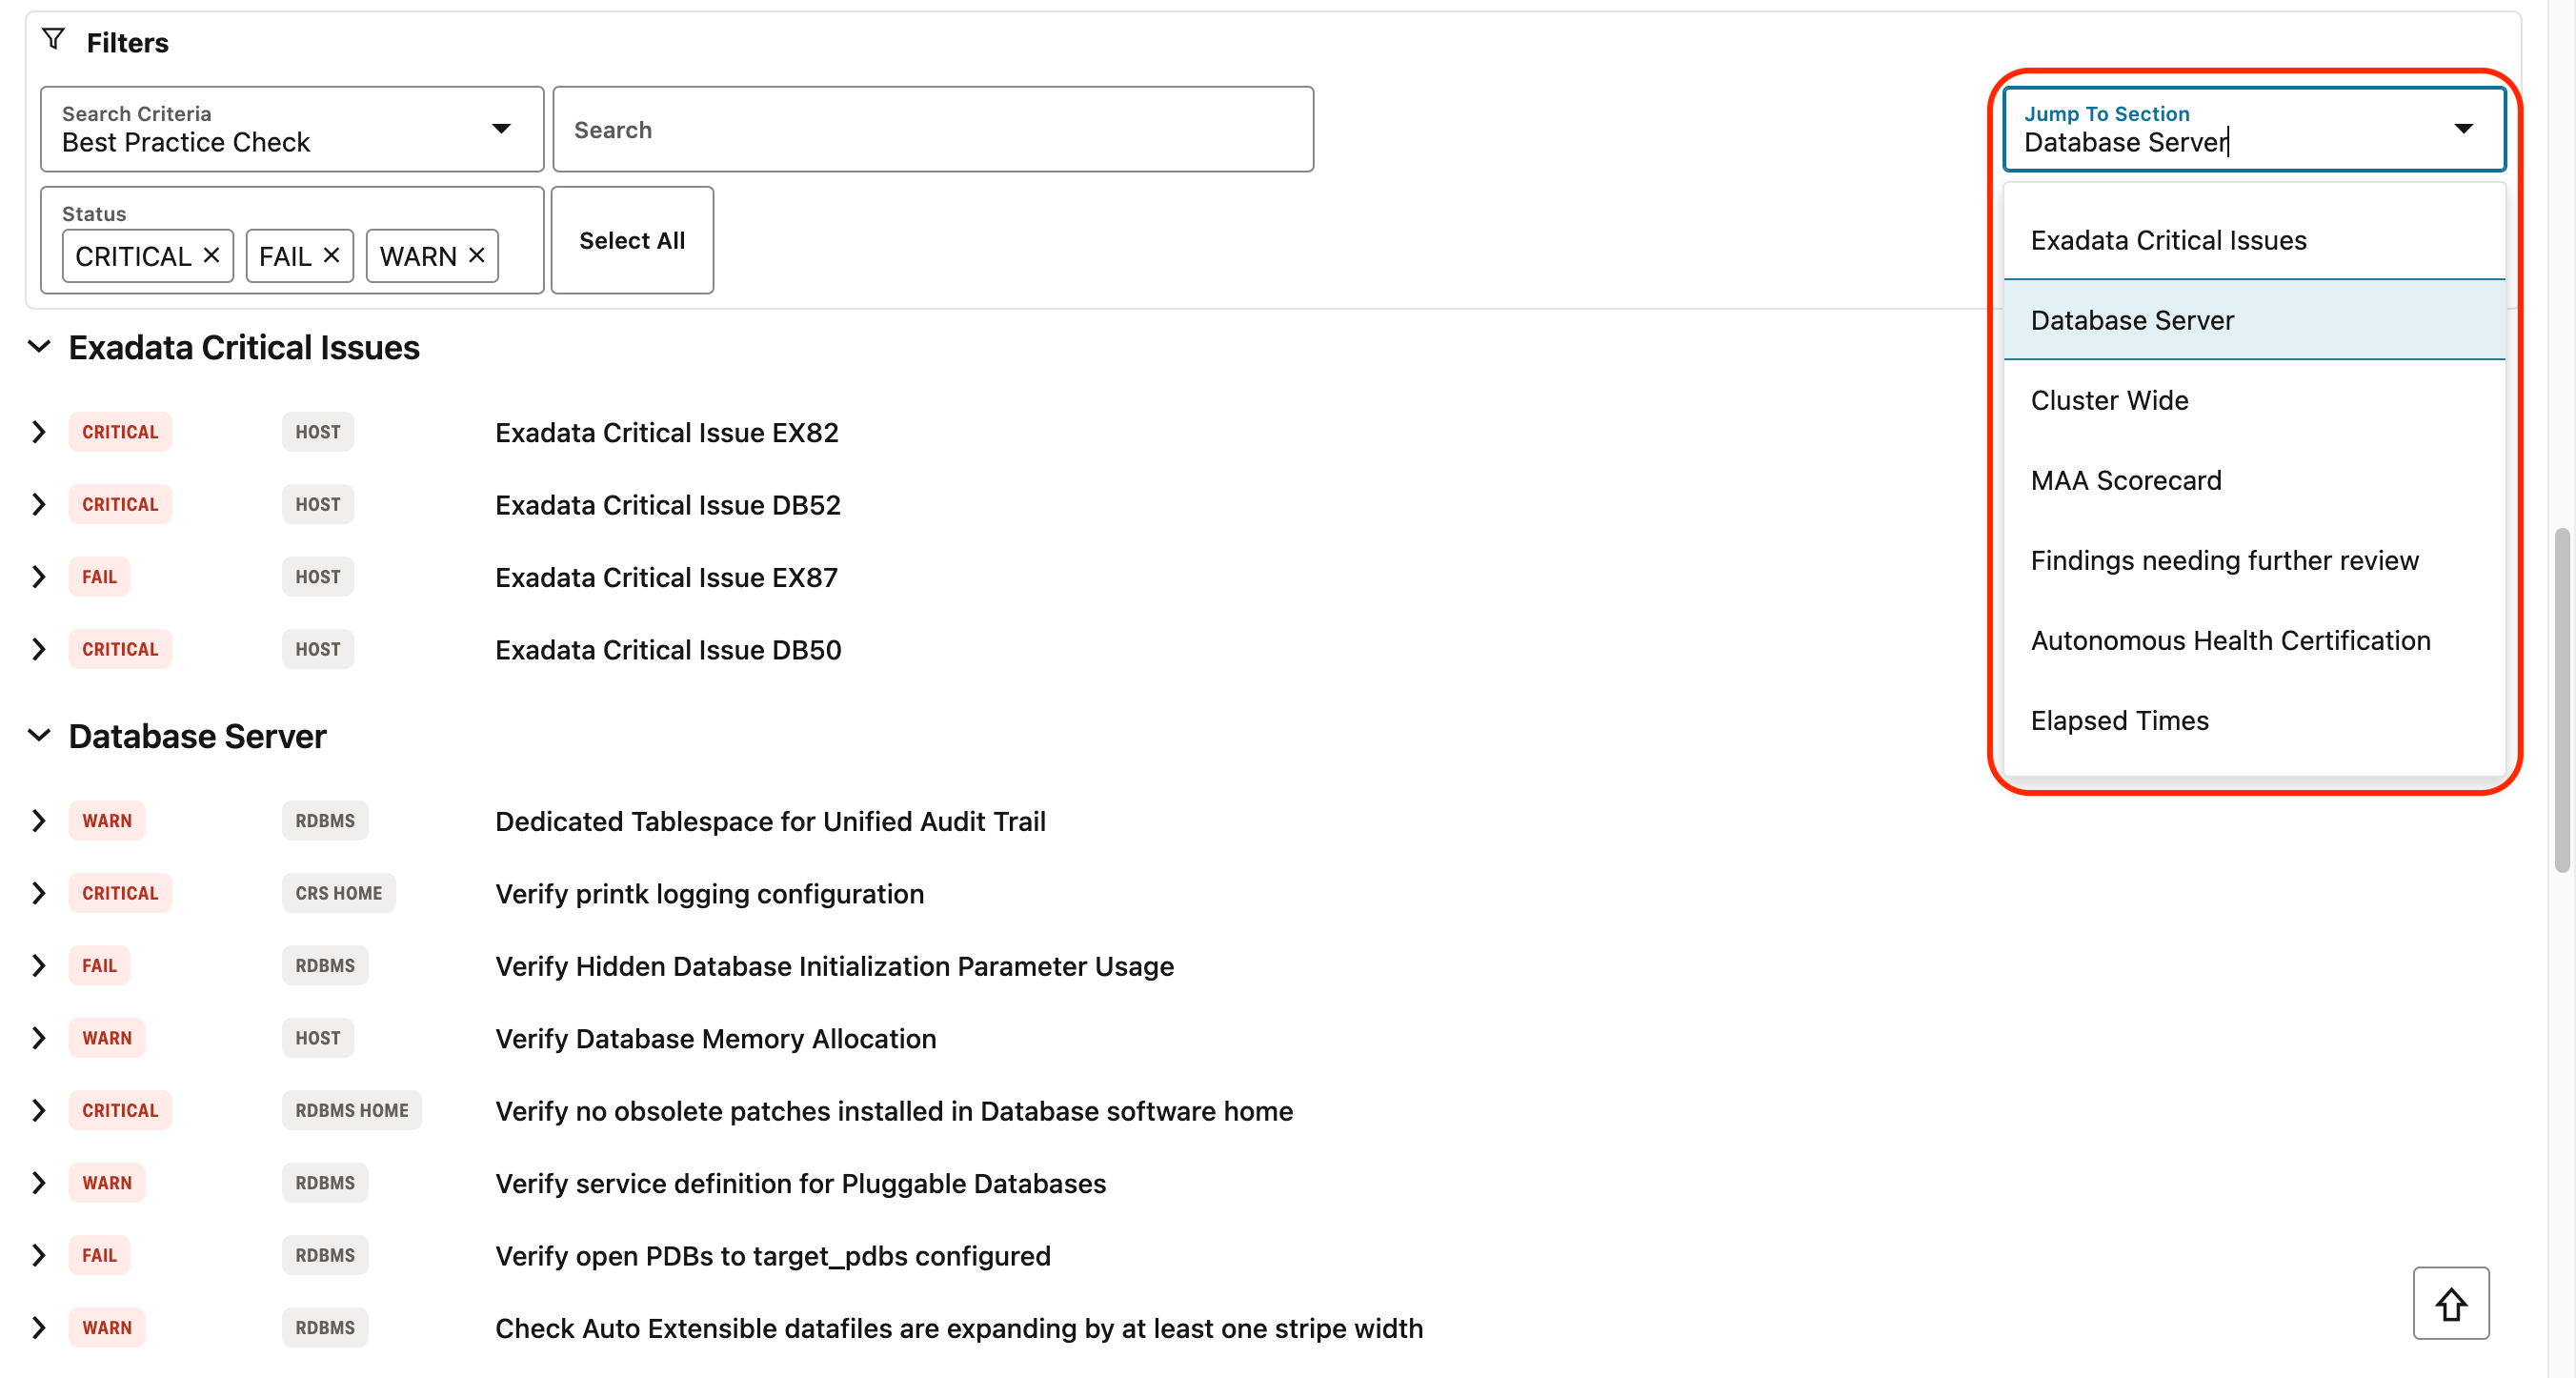 Filters
Search Criteria
Best Practice Check
Search
Jump To Section
Database Server
Status
CRITICAL FAIL WARN
Select All
Exadata Critical Issues
Database Server
Cluster Wide
MAA Scorecard
Findings needing further review
Autonomous Health Certification
Elapsed Times
Exadata Critical Issues
CRITICAL HOST Exadata Critical Issue EX82
CRITICAL HOST Exadata Critical Issue DB52
FAIL HOST Exadata Critical Issue EX87
CRITICAL HOST Exadata Critical Issue DB50
Database Server
WARN RDBMS Dedicated Tablespace for Unified Audit Trail
CRITICAL CRS HOME Verify printk logging configuration
FAIL RDBMS Verify Hidden Database Initialization Parameter Usage
WARN HOST Verify Database Memory Allocation
CRITICAL RDBMS HOME Verify no obsolete patches installed in Database software home
WARN RDBMS Verify service definition for Pluggable Databases
FAIL RDBMS Verify open PDBs to target_pdbs configured
WARN RDBMS Check Auto Extensible datafiles are expanding by at least one stripe width